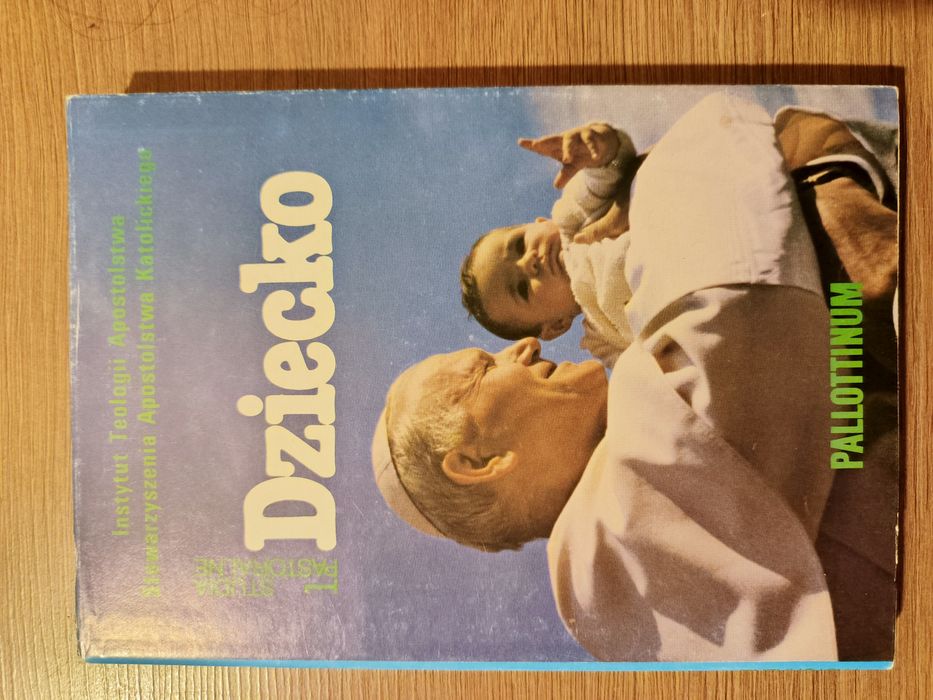 Instytut Teologii Apostolstwa
Stowarzyszenia Apostolstwa Katolickiego
STUDIA
PASTORALNE
1
Dziecko
PALLOTTINUM